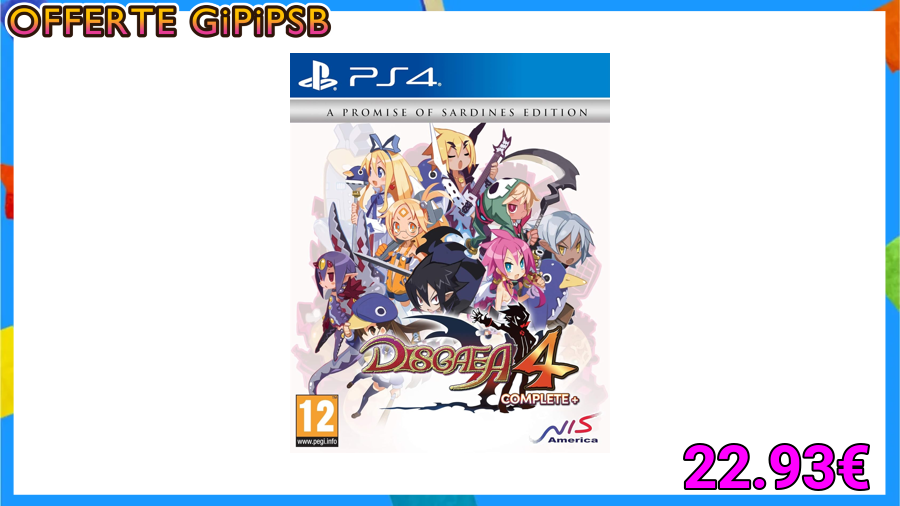 OFFERTE GiPiPSB
PS4
A PROMISE OF SARDINES EDITION
DISGAEA 4
COMPLETE +
12
www.pegi.info
NIS
America
22.93€